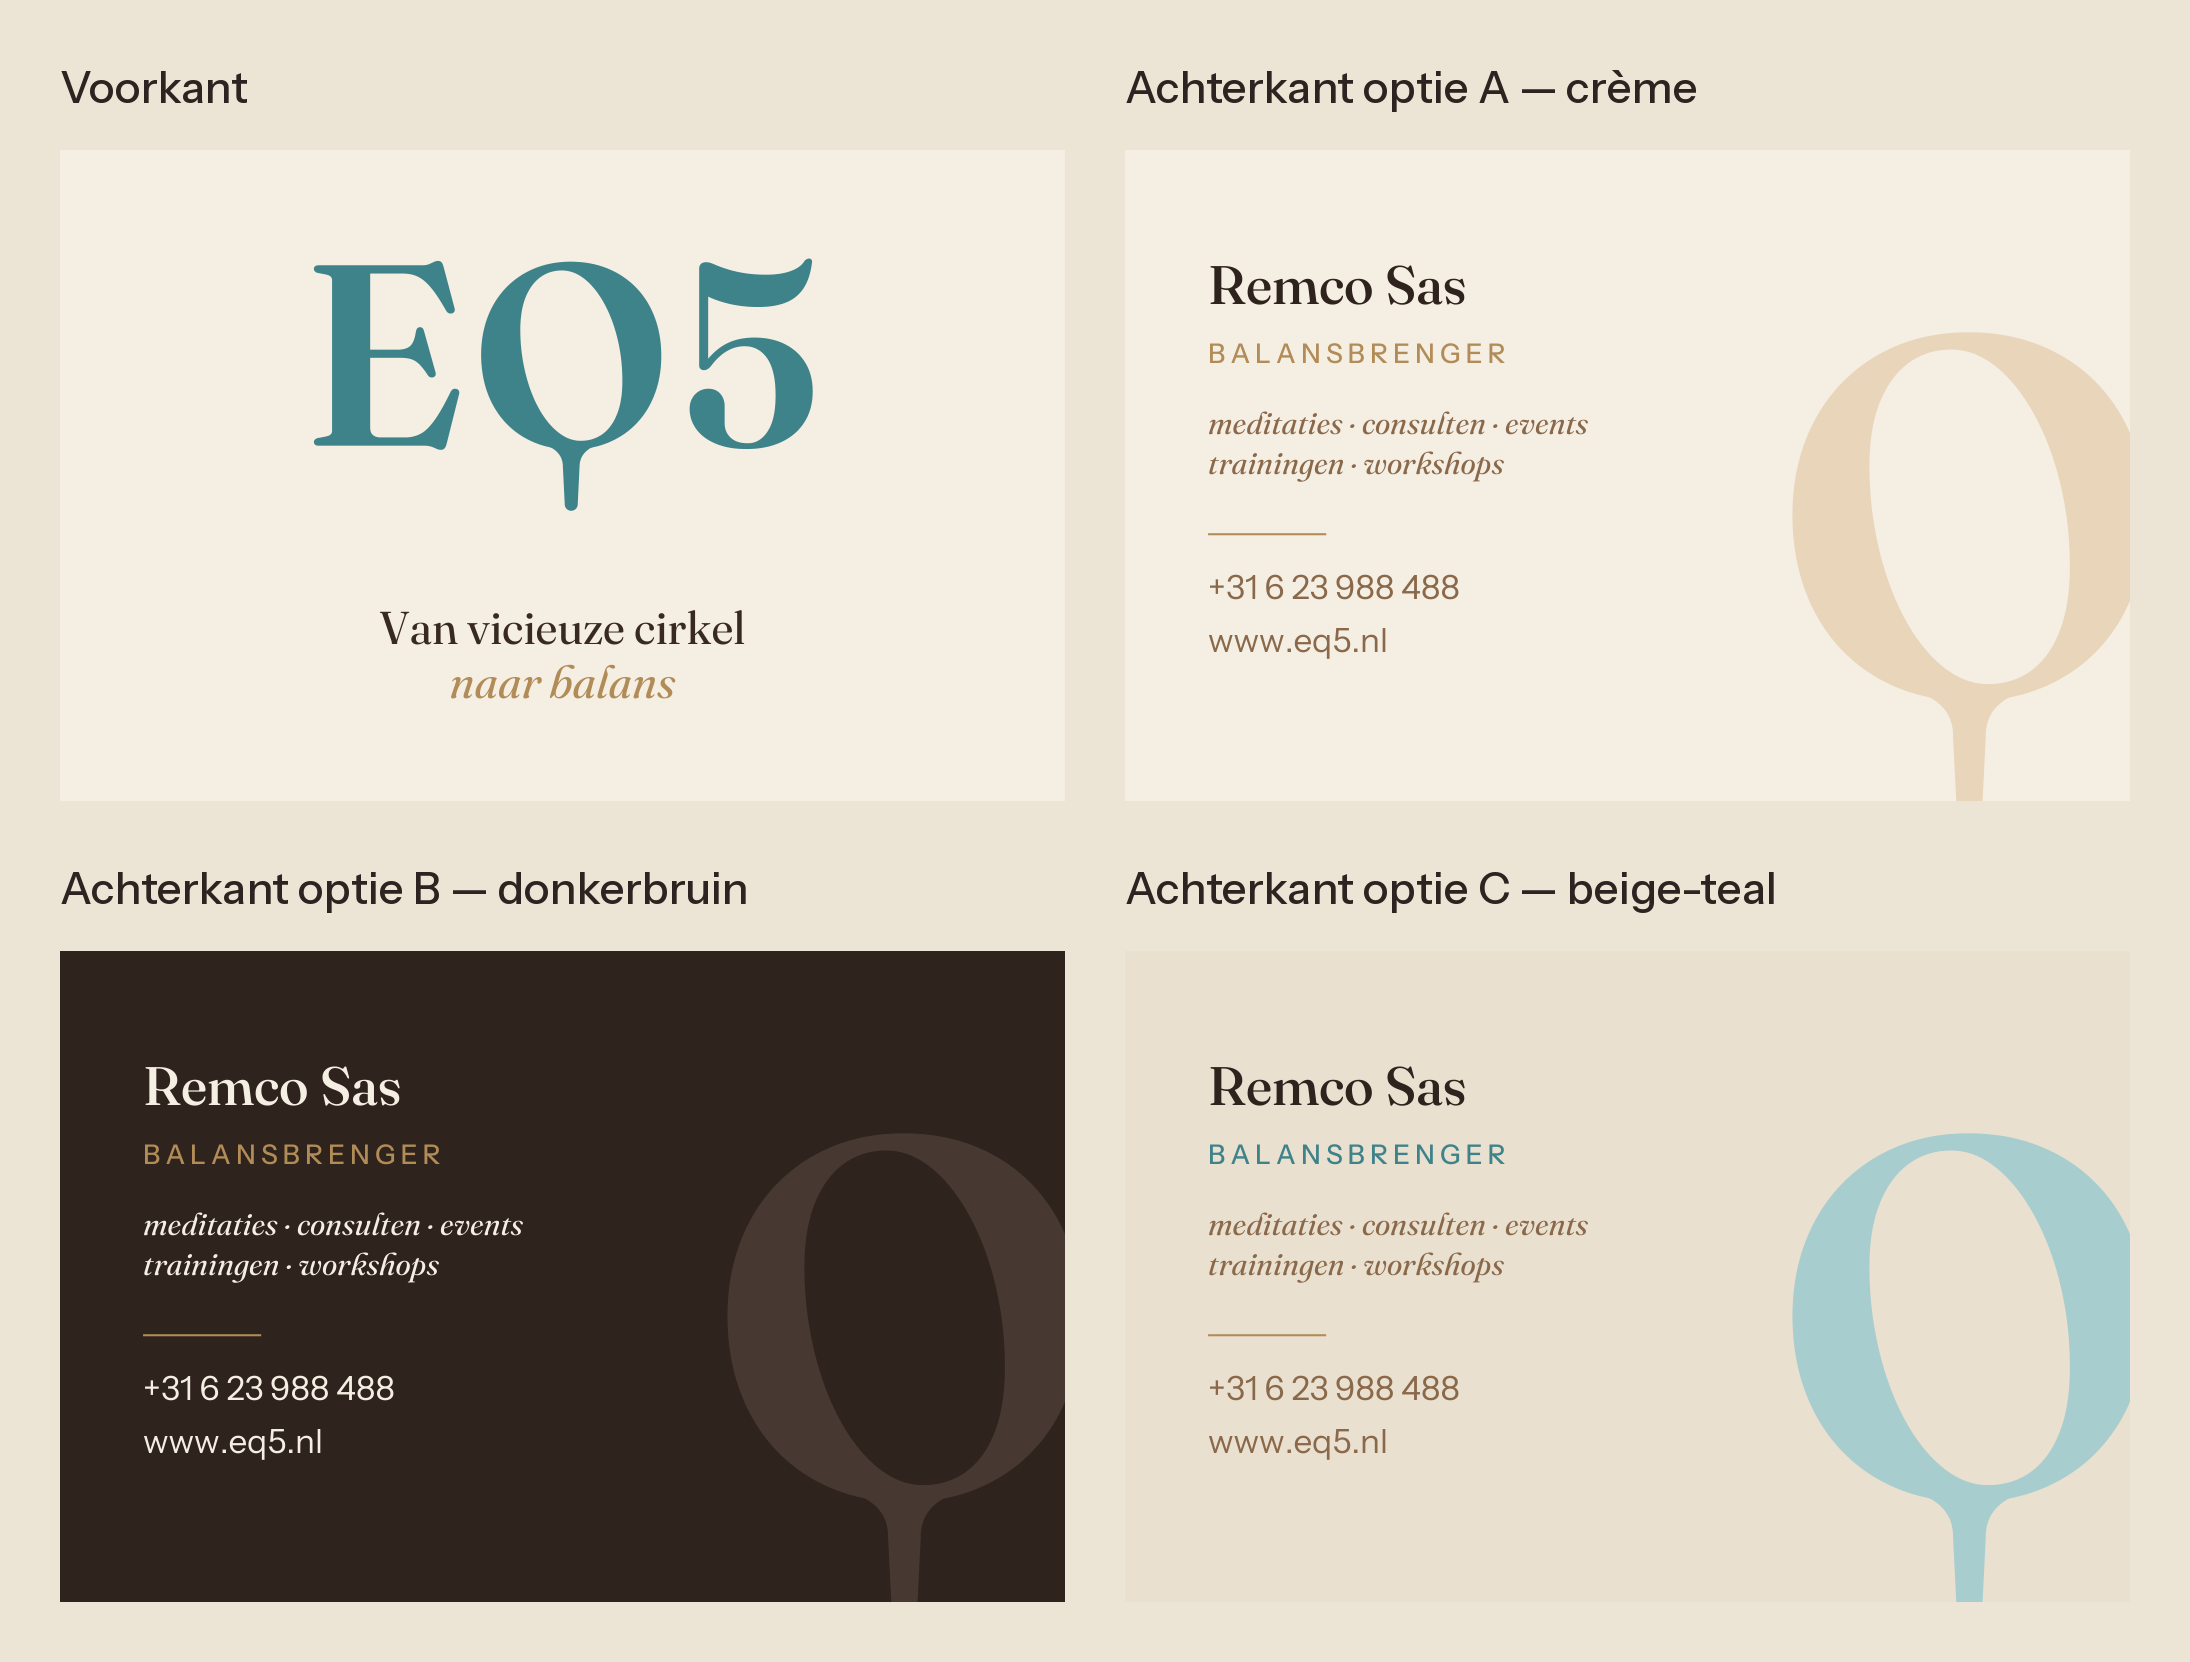 Voorkant
EQ5
Van vicieuze cirkel
naar balans
Achterkant optie A — crème
Remco Sas
BALANSBRENGER
meditaties · consulten · events
trainingen · workshops
+31 6 23 988 488
www.eq5.nl
Q
Achterkant optie B — donkerbruin
Remco Sas
BALANSBRENGER
meditaties · consulten · events
trainingen · workshops
+31 6 23 988 488
www.eq5.nl
Q
Achterkant optie C — beige-teal
Remco Sas
BALANSBRENGER
meditaties · consulten · events
trainingen · workshops
+31 6 23 988 488
www.eq5.nl
Q